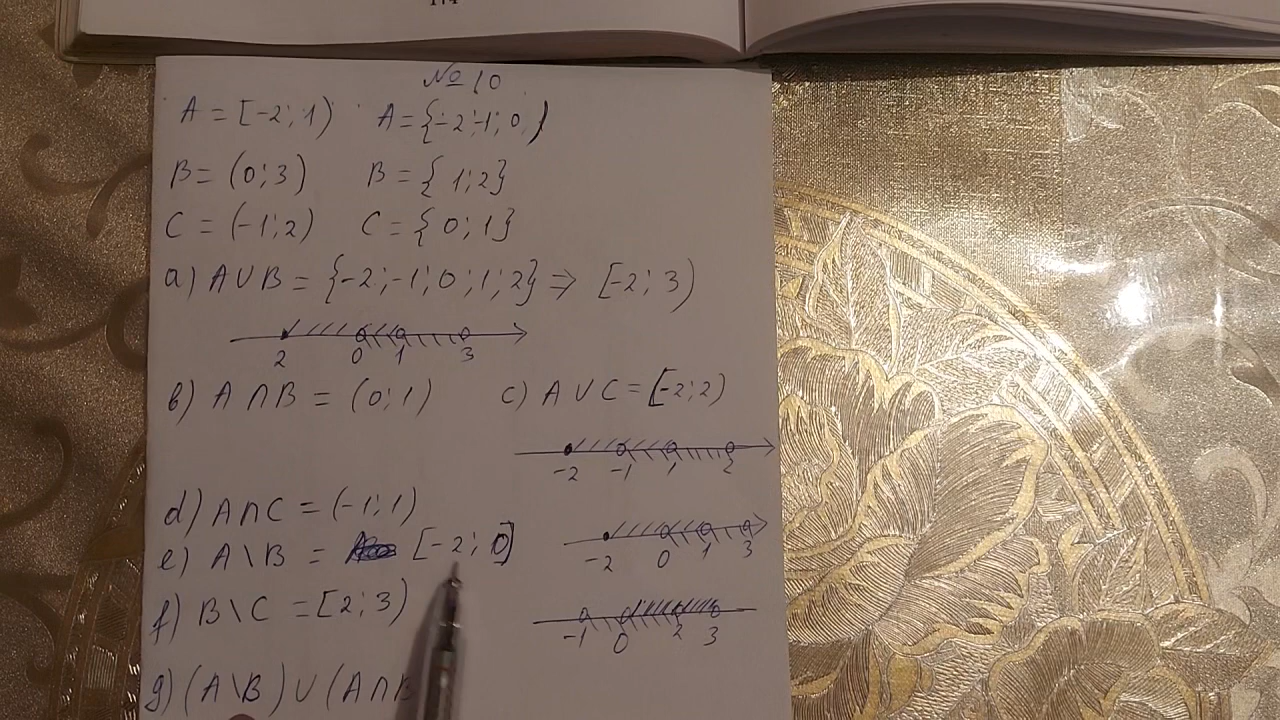 №10
A = [-2; 1) A = {-2; -1; 0;)
B = (0; 3) B = { 1; 2}
C = (-1; 2) C = { 0; 1}
a) A ∪ B = {-2; -1; 0; 1; 2} ⇒ [-2; 3)
2 0 1 3
b) A ∩ B = (0; 1) c) A ∪ C = [-2; 2)
-2 -1 1 2
d) A ∩ C = (-1; 1)
e) A \ B = [-2; 0]
-2 0 1 3
f) B \ C = [2; 3)
-1 0 2 3
g) (A \ B) ∪ (A ∩ B